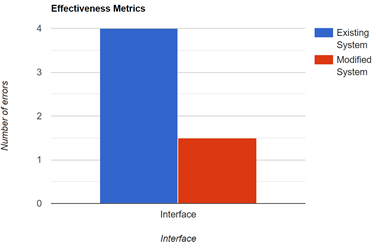 Effectiveness Metrics
Number of errors
4
3
2
1
0
Existing
System
Modified
System
Interface
Interface